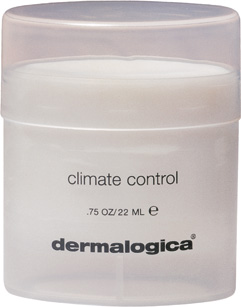 climate control
.75 OZ/ 22 ML ℮
dermalogica®